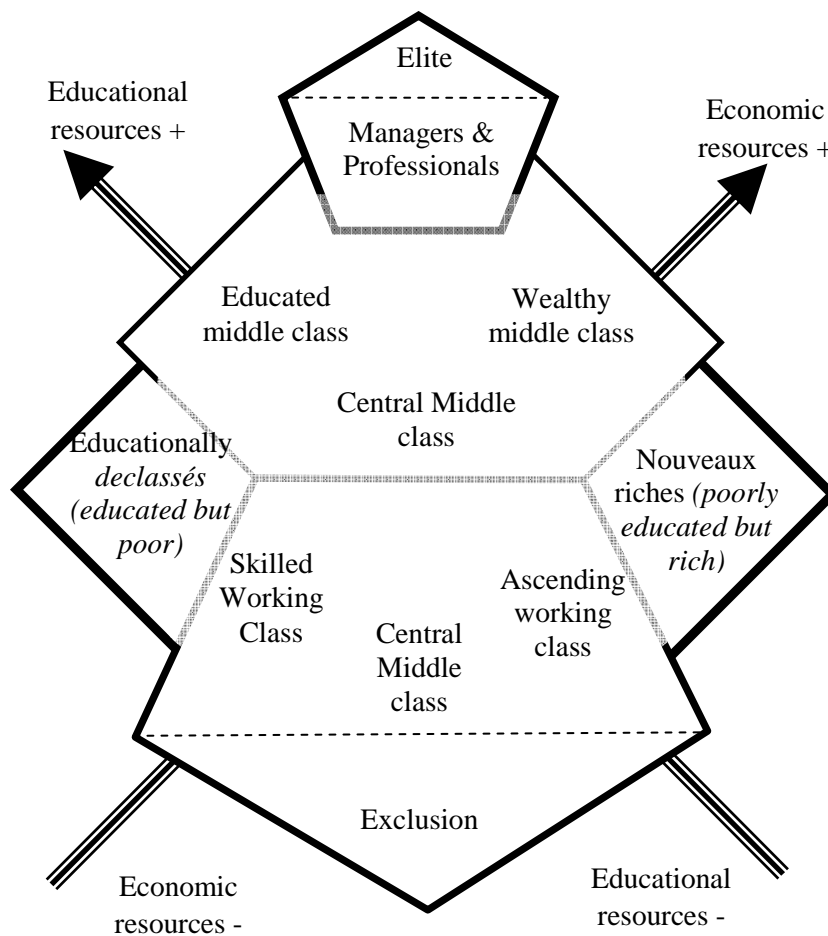 Elite
Educational
resources +
Economic
resources +
Managers &
Professionals
Educated
middle class
Wealthy
middle class
Central Middle
class
Educationally
declassés
(educated but
poor)
Nouveaux
riches (poorly
educated but
rich)
Skilled
Working
Class
Ascending
working
class
Central
Middle
class
Exclusion
Economic
resources -
Educational
resources -